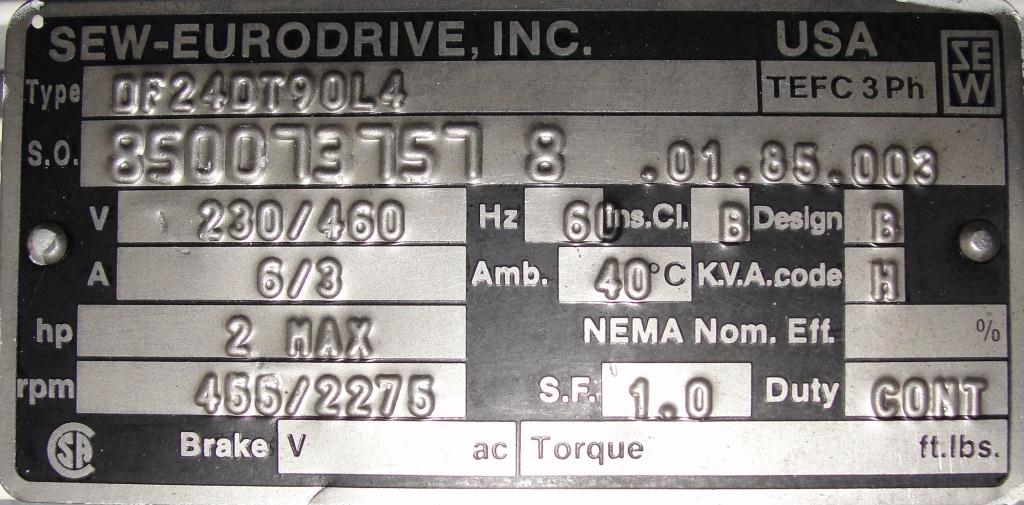 SEW-EURODRIVE, INC. USA SEW
Type DF24DT90L4 TEFC 3 Ph
S.O. 850073757 8 .01.85.003
V 230/460 Hz 60 Ins.Cl. B Design B
A 6/3 Amb. 40°C K.V.A.code H
hp 2 MAX NEMA Nom. Eff. %
rpm 455/2275 S.F. 1.0 Duty CONT
CSA Brake V ac Torque ft.lbs.